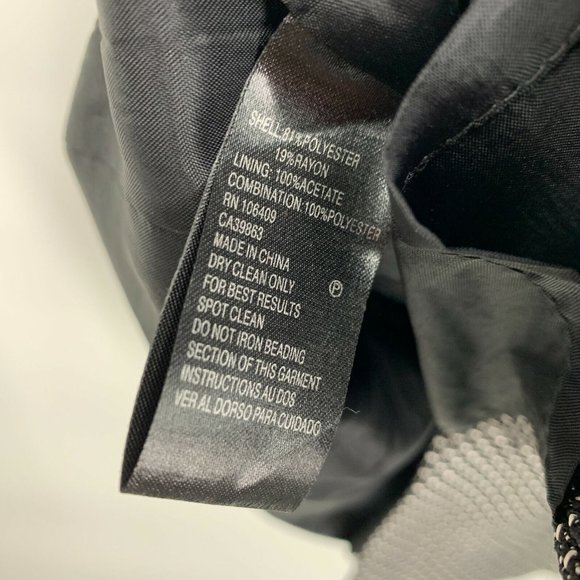 SHELL:81%POLYESTER
19%RAYON
LINING: 100%ACETATE
COMBINATION:100%POLYESTER
RN 106409
CA39863
MADE IN CHINA
DRY CLEAN ONLY
Ⓟ
FOR BEST RESULTS
SPOT CLEAN
DO NOT IRON BEADING
SECTION OF THIS GARMENT
INSTRUCTIONS AU DOS
VER AL DORSO PARA CUIDADO